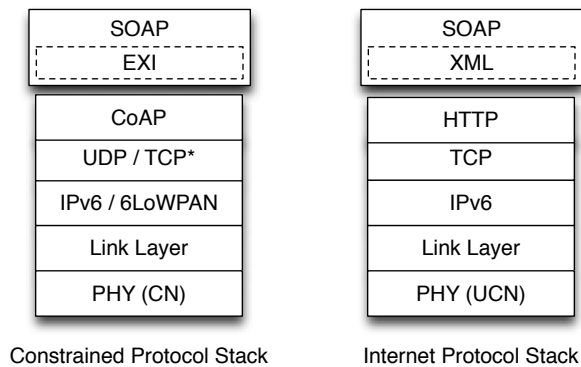 SOAP
EXI
CoAP
UDP / TCP*
IPv6 / 6LoWPAN
Link Layer
PHY (CN)
Constrained Protocol Stack
SOAP
XML
HTTP
TCP
IPv6
Link Layer
PHY (UCN)
Internet Protocol Stack